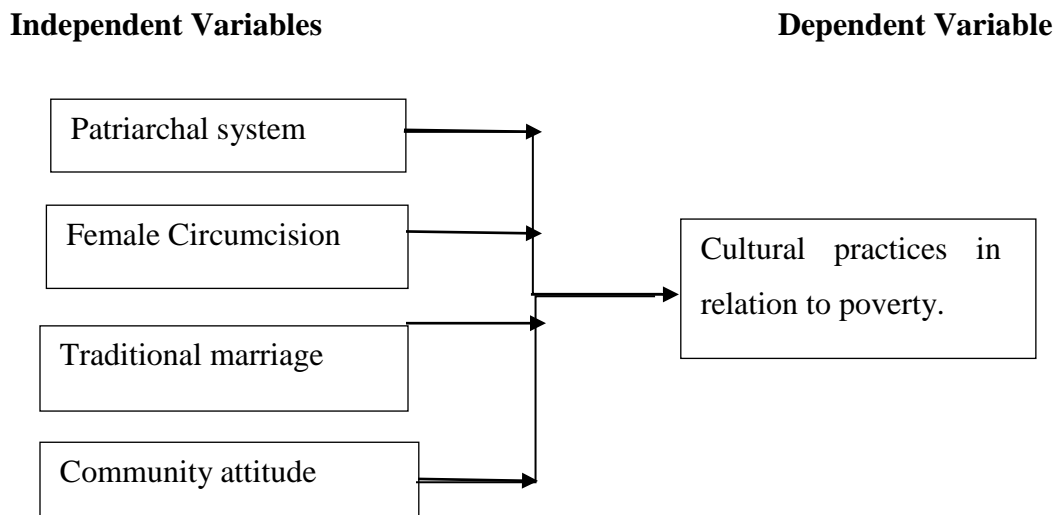 Independent Variables
Dependent Variable
Patriarchal system
Female Circumcision
Traditional marriage
Community attitude
Cultural practices in
relation to poverty.